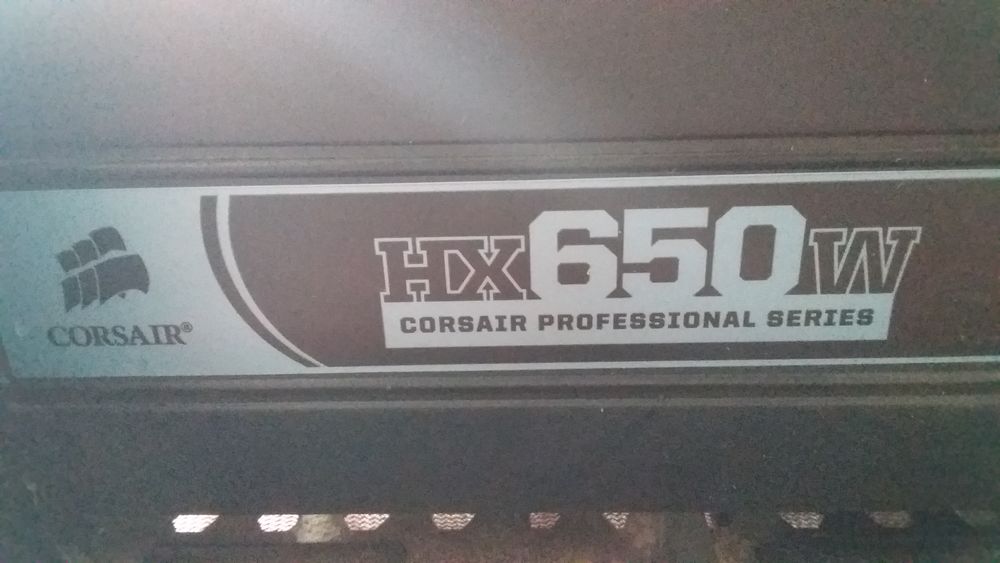 HX650W
CORSAIR PROFESSIONAL SERIES
CORSAIR®